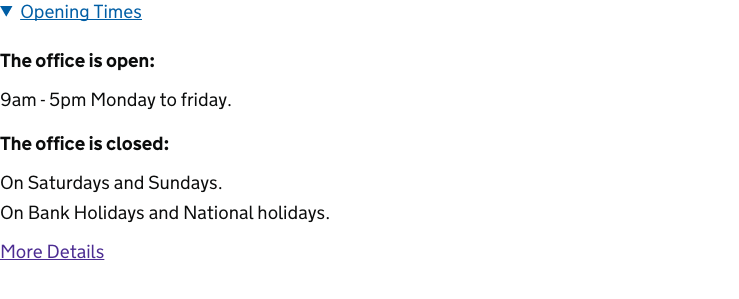 Opening Times
The office is open:
9am - 5pm Monday to friday.
The office is closed:
On Saturdays and Sundays.
On Bank Holidays and National holidays.
More Details